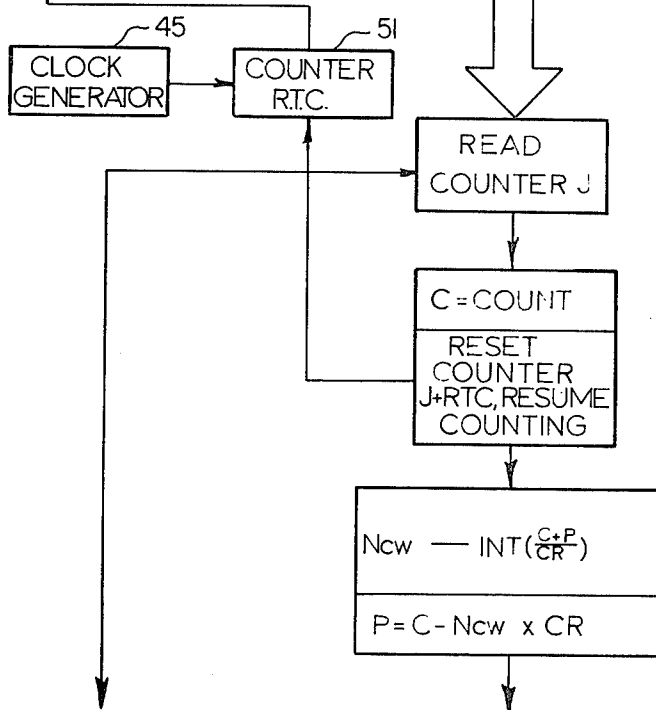 45
51
CLOCK
GENERATOR
COUNTER
R.T.C.
READ
COUNTER J
C = COUNT
RESET
COUNTER
J+RTC, RESUME
COUNTING
Ncw — INT(C+P/CR)
P = C - Ncw x CR